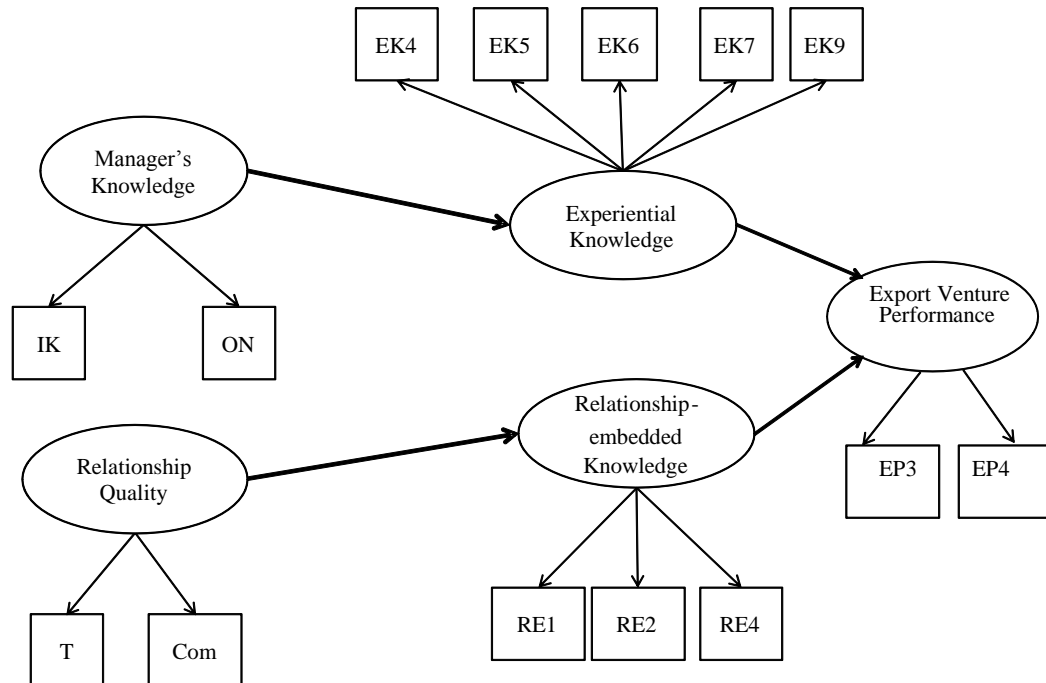 EK4
EK5
EK6
EK7
EK9
Manager’s
Knowledge
Experiential
Knowledge
Export Venture
Performance
IK
ON
Relationship-
embedded
Knowledge
Relationship
Quality
EP3
EP4
RE1
RE2
RE4
T
Com